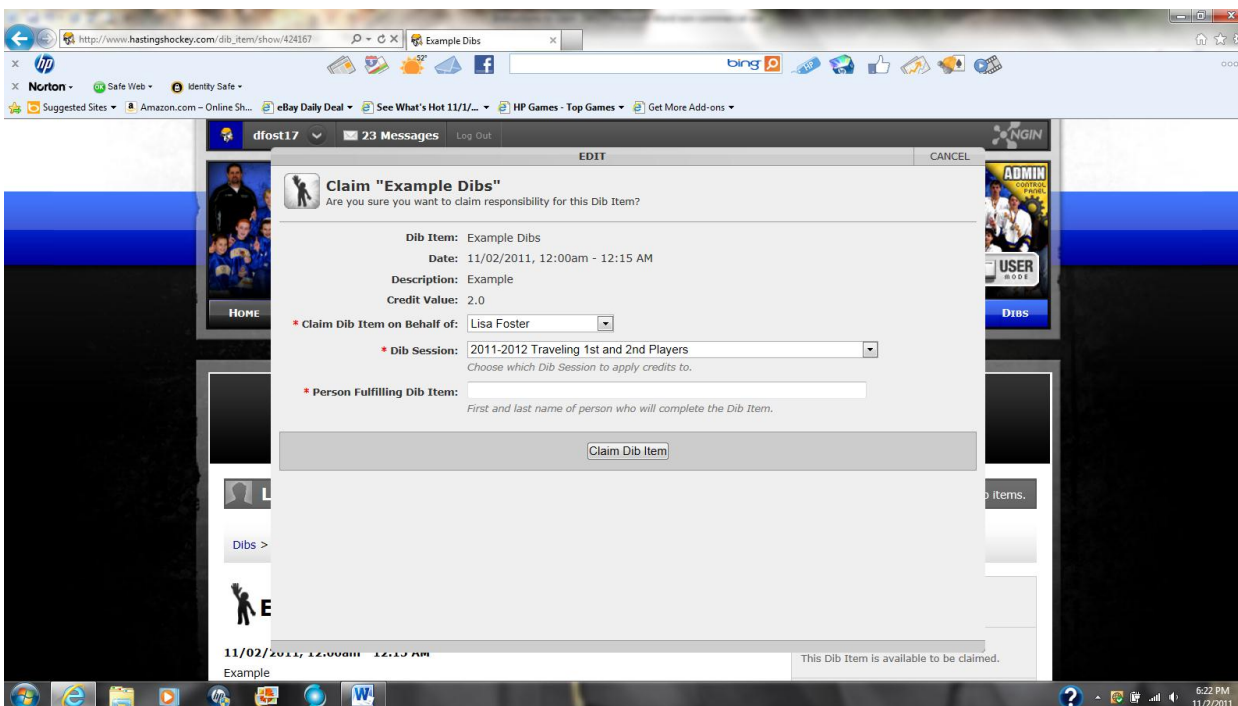 http://www.hastingshockey.com/dib_item/show/424167
Example Dibs
hp
52°
bing
Norton
OK Safe Web
Identity Safe
Suggested Sites
Amazon.com – Online Sh...
eBay Daily Deal
See What's Hot 11/1/...
HP Games - Top Games
Get More Add-ons
dfost17
23 Messages
Log Out
NGIN
EDIT
CANCEL
ADMIN
CONTROL
PANEL
Claim "Example Dibs"
Are you sure you want to claim responsibility for this Dib Item?
Dib Item: Example Dibs
Date: 11/02/2011, 12:00am - 12:15 AM
Description: Example
Credit Value: 2.0
USER
MODE
HOME
DIBS
* Claim Dib Item on Behalf of: Lisa Foster
* Dib Session: 2011-2012 Traveling 1st and 2nd Players
Choose which Dib Session to apply credits to.
* Person Fulfilling Dib Item:
First and last name of person who will complete the Dib Item.
Claim Dib Item
L
items.
Dibs >
E
11/02/2011, 12:00am - 12:15 AM
This Dib Item is available to be claimed.
Example
6:22 PM
11/2/2011